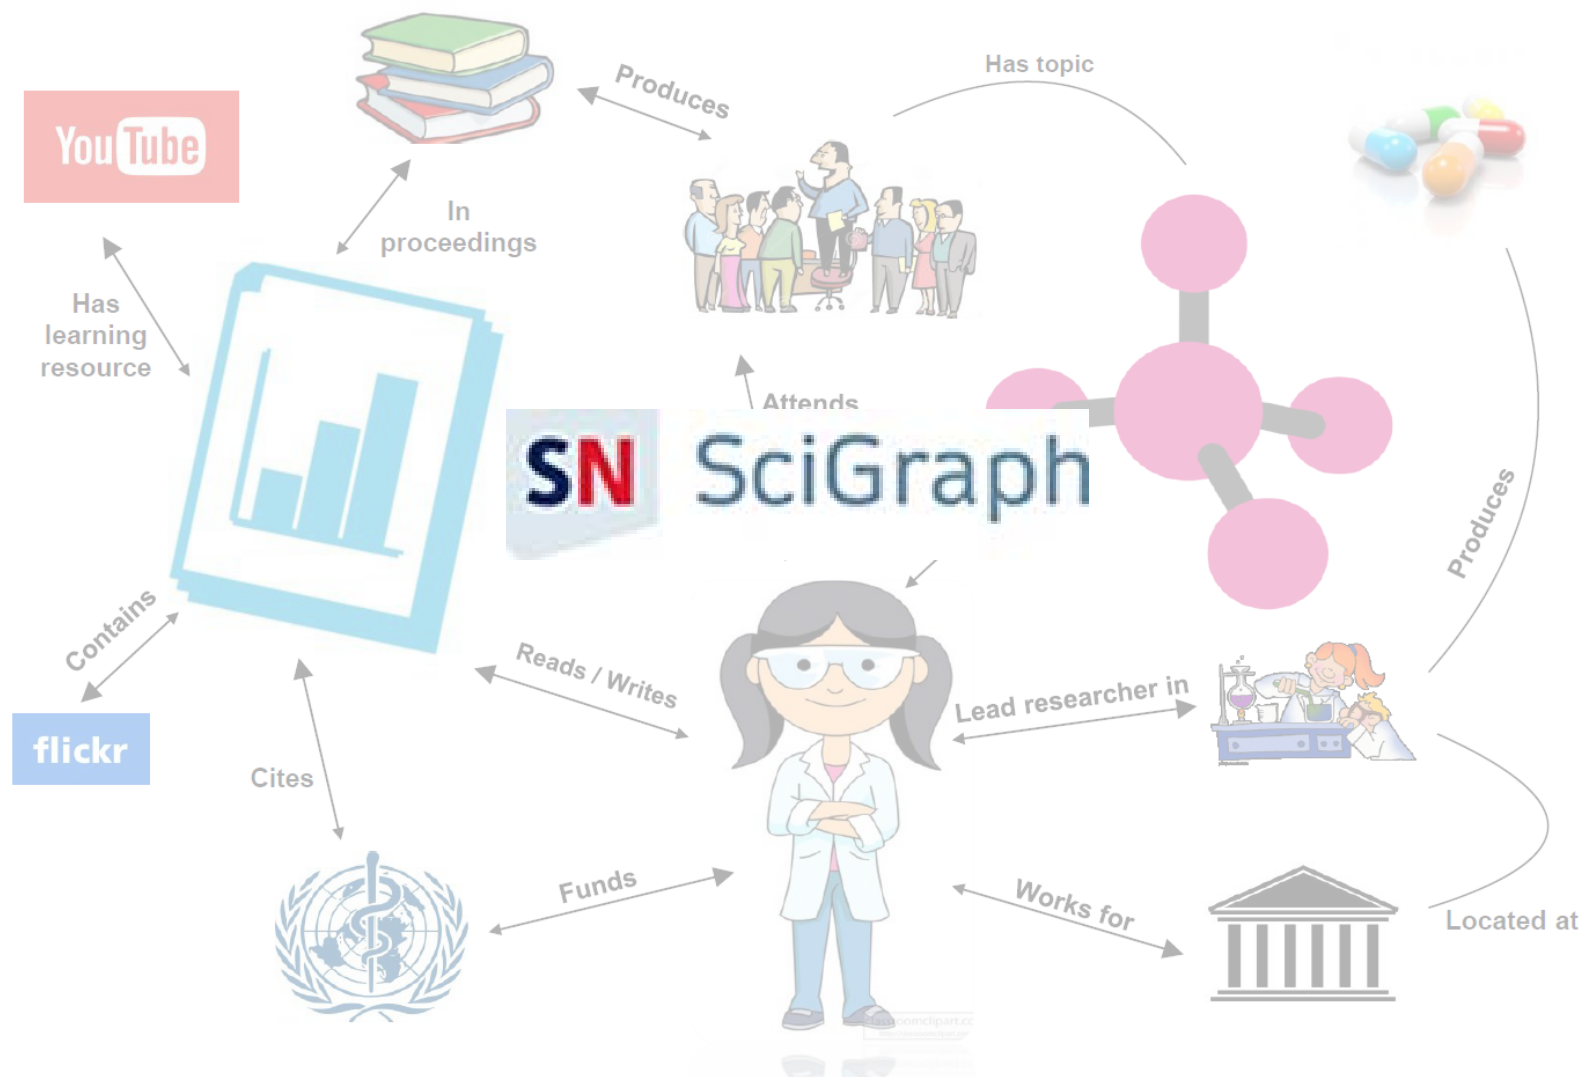 Has topic
Produces
YouTube
In
proceedings
Has
learning
resource
Attends
SN SciGraph
Produces
Contains
Reads / Writes
Lead researcher in
flickr
Cites
Funds
Works for
Located at